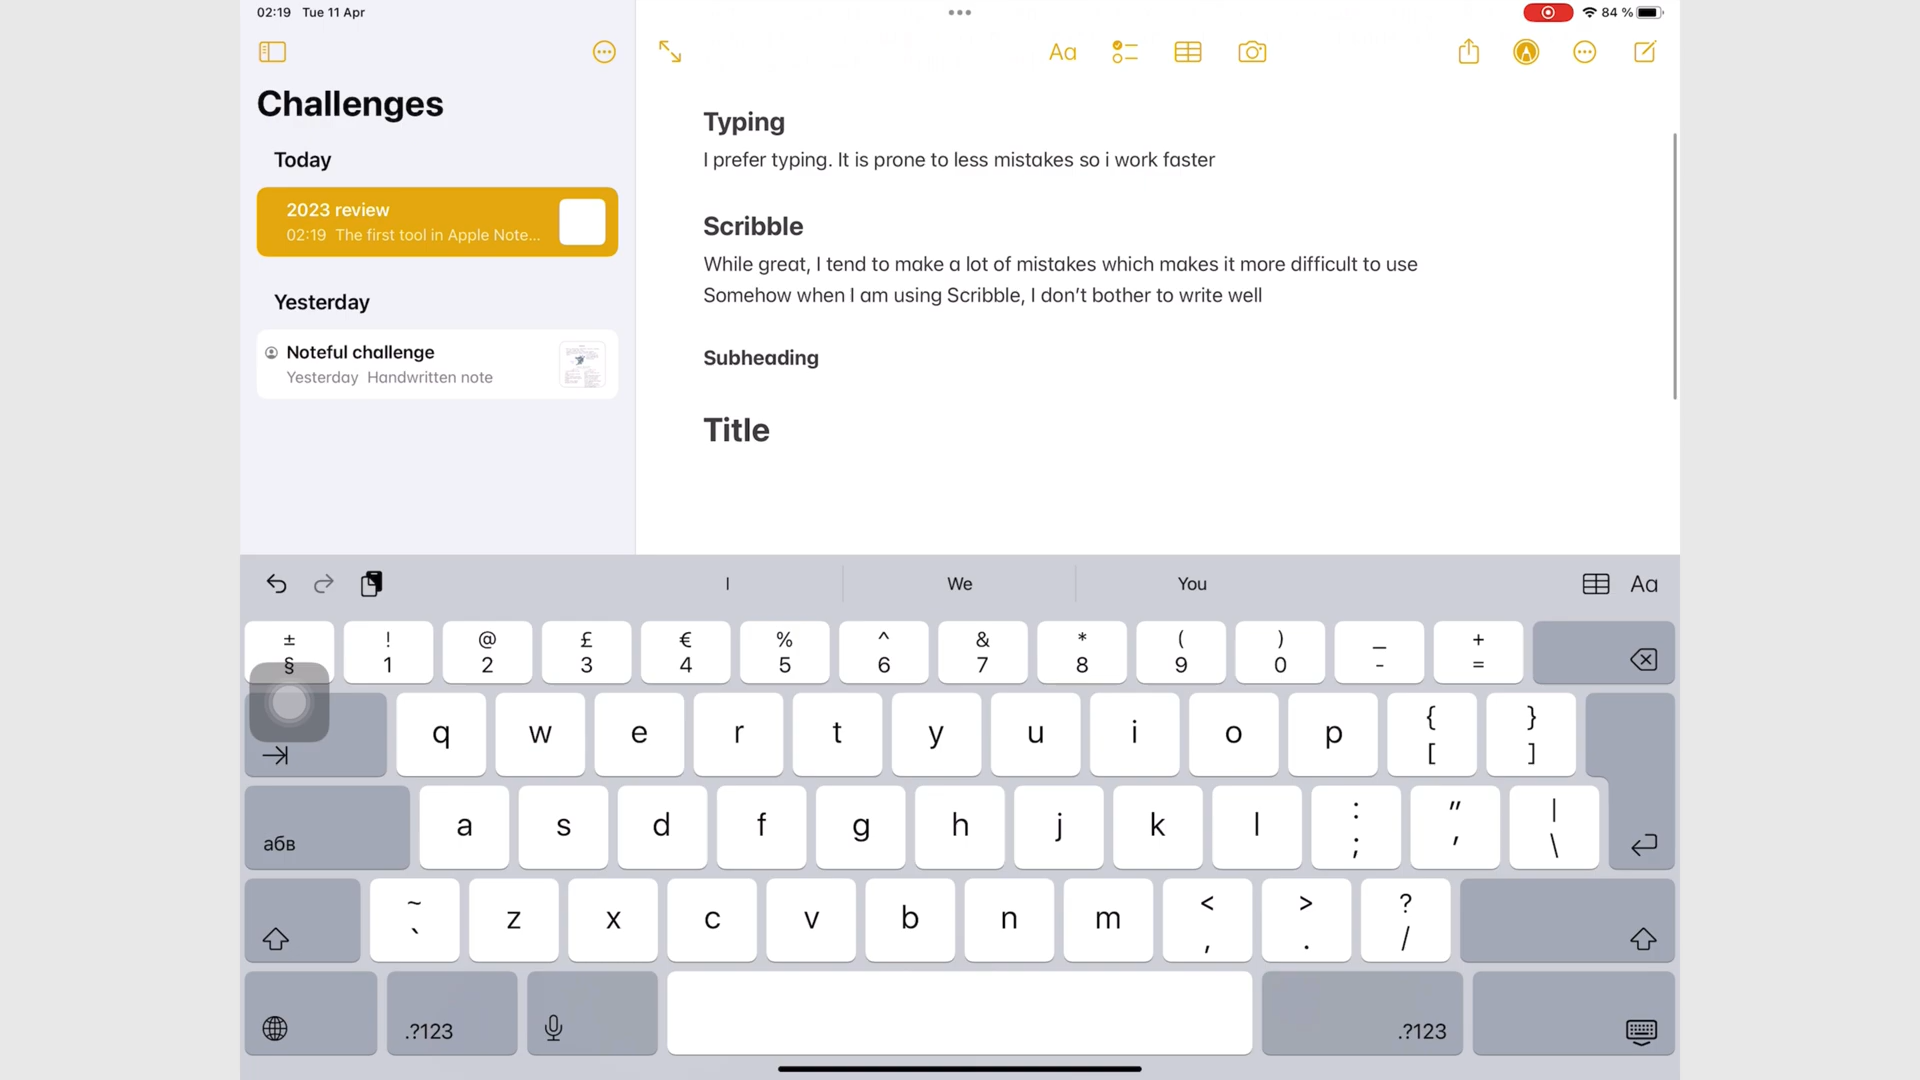 02:19 Tue 11 Apr
84 %
Challenges
Today
2023 review
02:19 The first tool in Apple Note...
Yesterday
Noteful challenge
Yesterday Handwritten note
Aa
Typing
I prefer typing. It is prone to less mistakes so i work faster
Scribble
While great, I tend to make a lot of mistakes which makes it more difficult to use
Somehow when I am using Scribble, I don’t bother to write well
Subheading
Title
I We You Aa
± ! @ £ € % ^ & * ( ) _ +
§ 1 2 3 4 5 6 7 8 9 0 - =
q w e r t y u i o p { [ } ]
абв a s d f g h j k l : ; " ' | \
~ ` z x c v b n m < , > . ? /
.?123 .?123